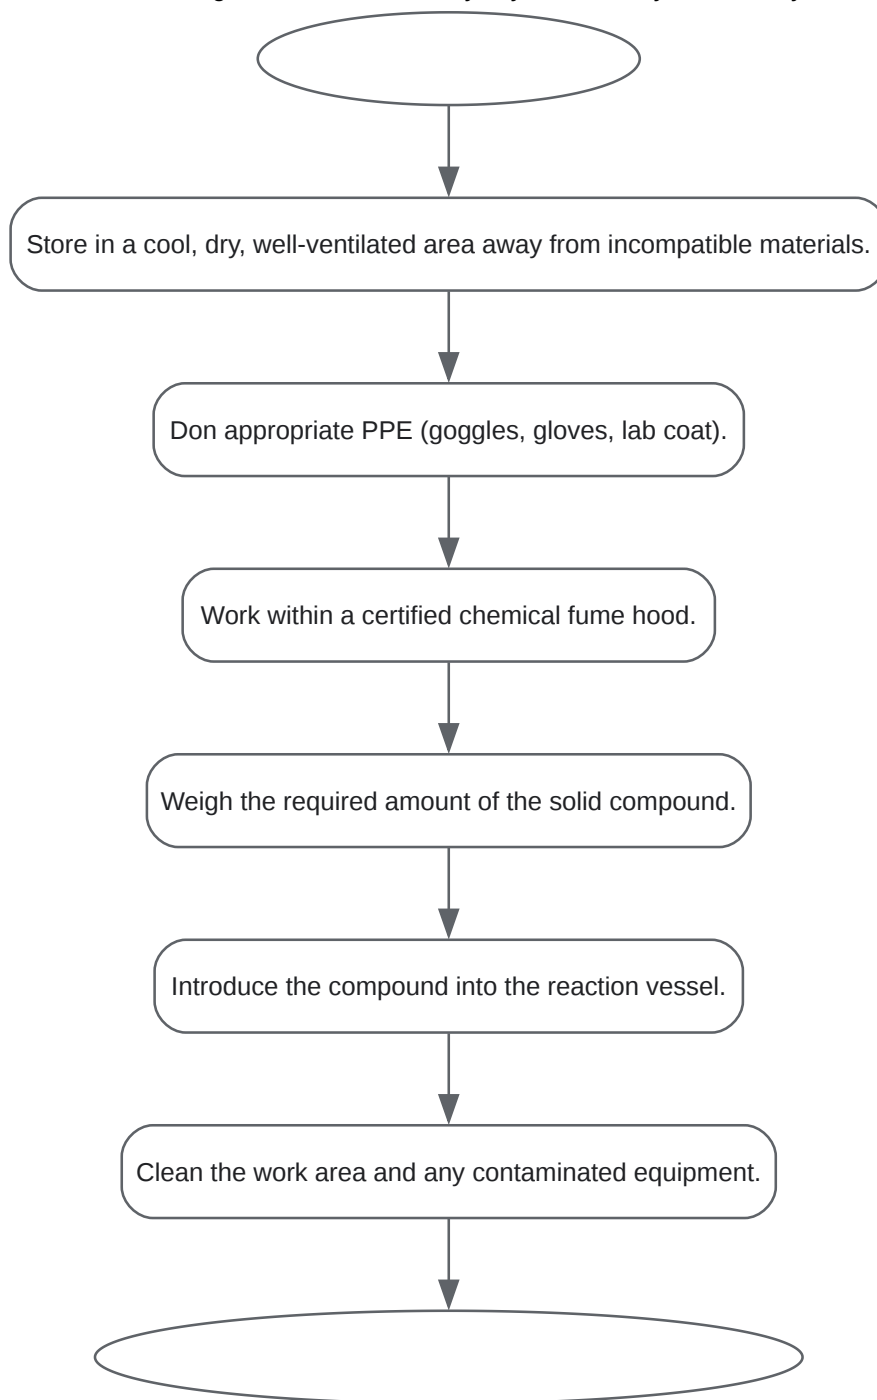 Store in a cool, dry, well-ventilated area away from incompatible materials.
Don appropriate PPE (goggles, gloves, lab coat).
Work within a certified chemical fume hood.
Weigh the required amount of the solid compound.
Introduce the compound into the reaction vessel.
Clean the work area and any contaminated equipment.